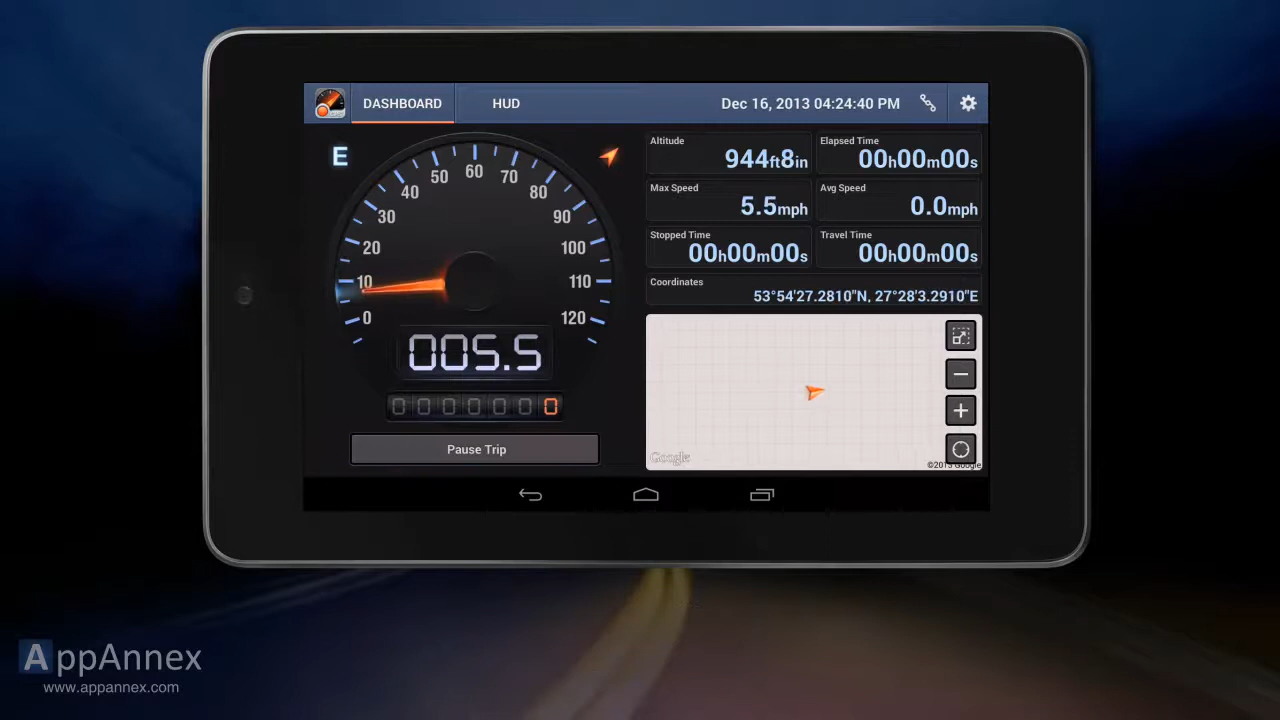 DASHBOARD
HUD
Dec 16, 2013 04:24:40 PM
E
0
10
20
30
40
50
60
70
80
90
100
110
120
005.5
0000000
Pause Trip
Altitude
944ft8in
Elapsed Time
00h00m00s
Max Speed
5.5mph
Avg Speed
0.0mph
Stopped Time
00h00m00s
Travel Time
00h00m00s
Coordinates
53°54'27.2810"N, 27°28'3.2910"E
Google
©2013 Google
AppAnnex
www.appannex.com